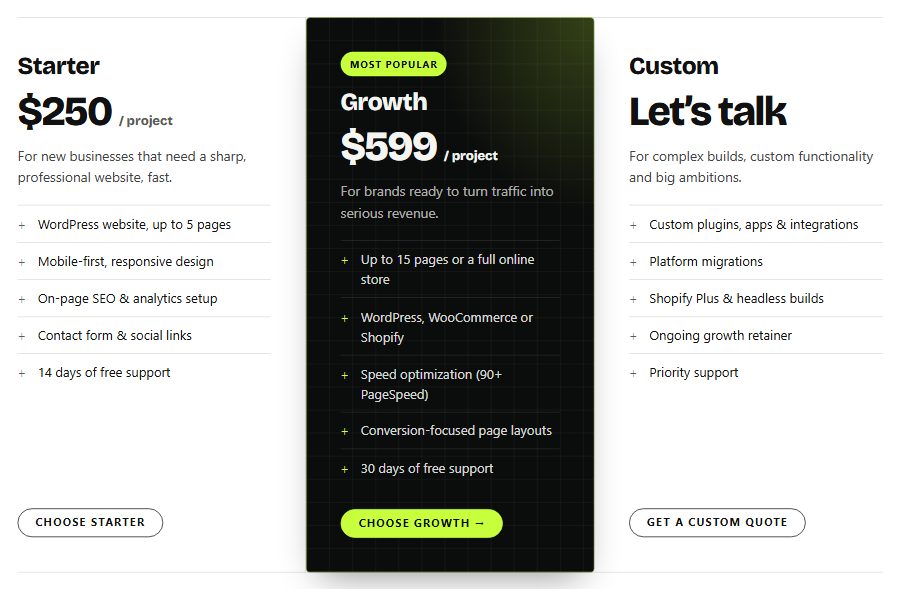 Starter
$250 / project
For new businesses that need a sharp,
professional website, fast.
+ WordPress website, up to 5 pages
+ Mobile-first, responsive design
+ On-page SEO & analytics setup
+ Contact form & social links
+ 14 days of free support
CHOOSE STARTER
MOST POPULAR
Growth
$599 / project
For brands ready to turn traffic into
serious revenue.
+ Up to 15 pages or a full online
store
+ WordPress, WooCommerce or
Shopify
+ Speed optimization (90+
PageSpeed)
+ Conversion-focused page layouts
+ 30 days of free support
CHOOSE GROWTH →
Custom
Let’s talk
For complex builds, custom functionality
and big ambitions.
+ Custom plugins, apps & integrations
+ Platform migrations
+ Shopify Plus & headless builds
+ Ongoing growth retainer
+ Priority support
GET A CUSTOM QUOTE